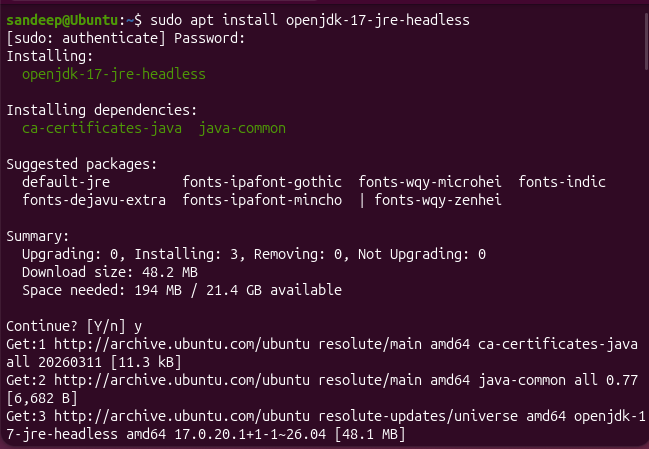 sandeep@Ubuntu:~$ sudo apt install openjdk-17-jre-headless
[sudo: authenticate] Password:
Installing:
  openjdk-17-jre-headless

Installing dependencies:
  ca-certificates-java  java-common

Suggested packages:
  default-jre         fonts-ipafont-gothic  fonts-wqy-microhei  fonts-indic
  fonts-dejavu-extra  fonts-ipafont-mincho  | fonts-wqy-zenhei

Summary:
  Upgrading: 0, Installing: 3, Removing: 0, Not Upgrading: 0
  Download size: 48.2 MB
  Space needed: 194 MB / 21.4 GB available

Continue? [Y/n] y
Get:1 http://archive.ubuntu.com/ubuntu resolute/main amd64 ca-certificates-java
all 20260311 [11.3 kB]
Get:2 http://archive.ubuntu.com/ubuntu resolute/main amd64 java-common all 0.77
[6,682 B]
Get:3 http://archive.ubuntu.com/ubuntu resolute-updates/universe amd64 openjdk-1
7-jre-headless amd64 17.0.20.1+1-1~26.04 [48.1 MB]